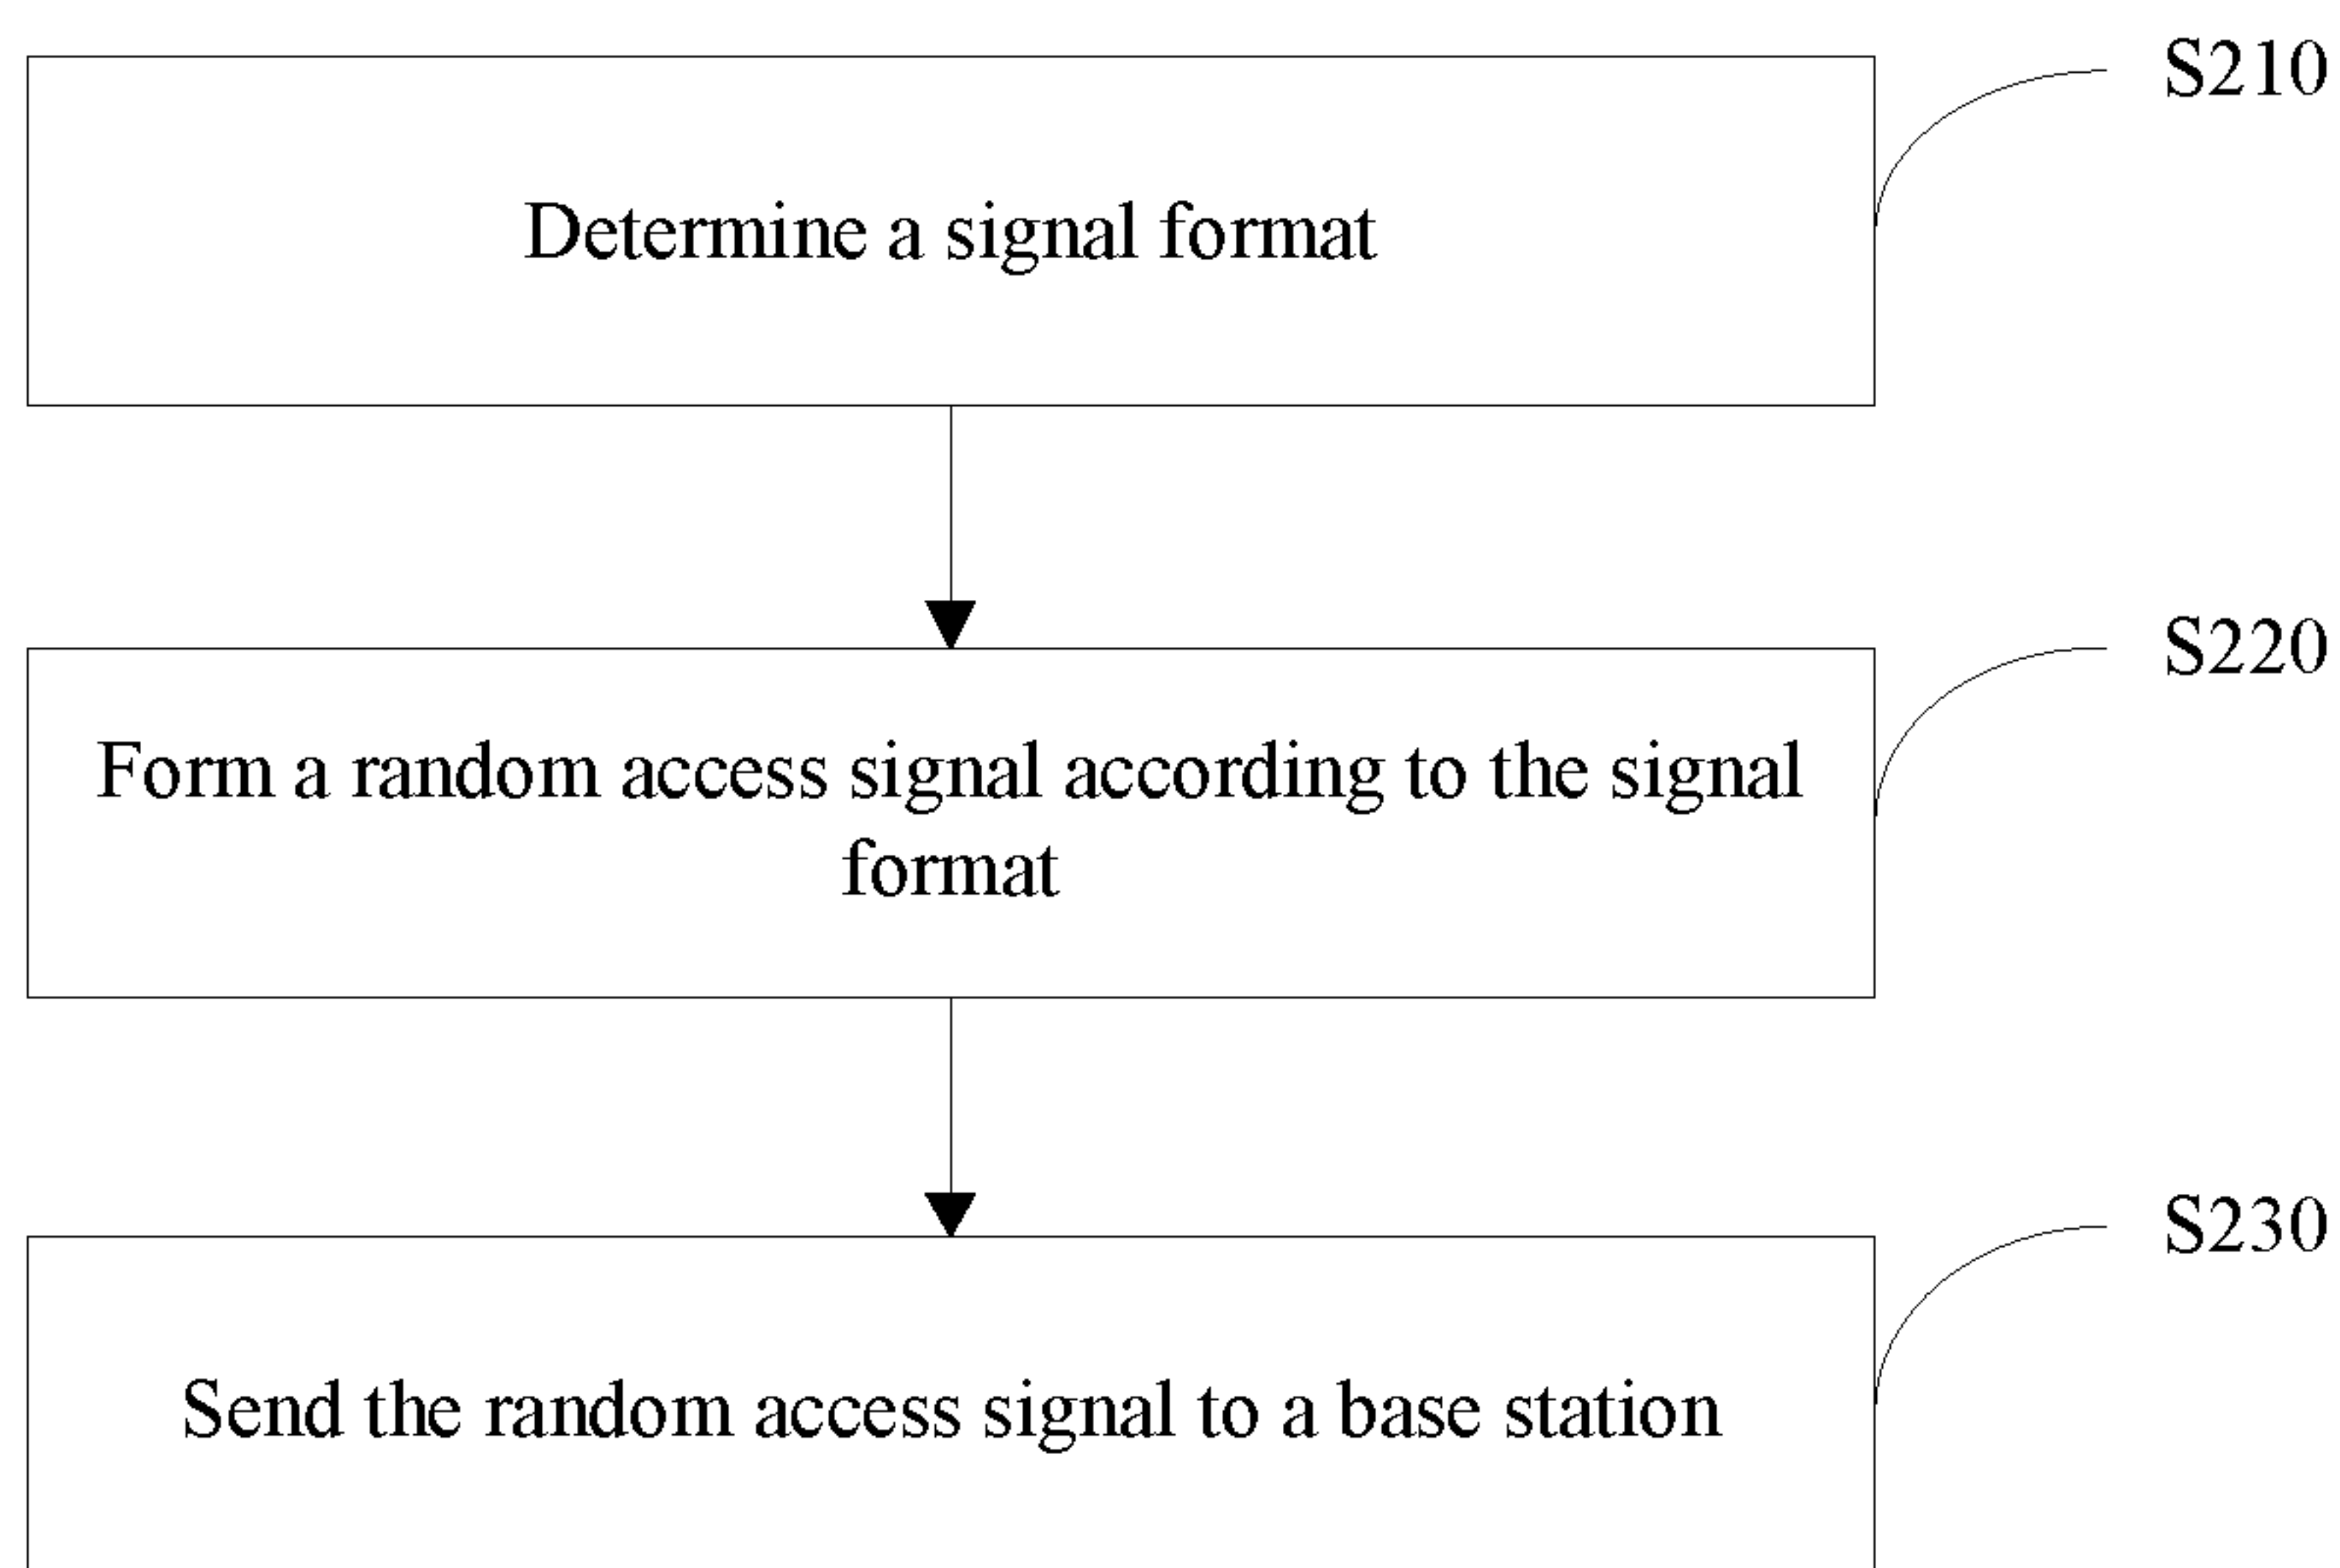 S210
Determine a signal format
S220
Form a random access signal according to the signal
format
S230
Send the random access signal to a base station